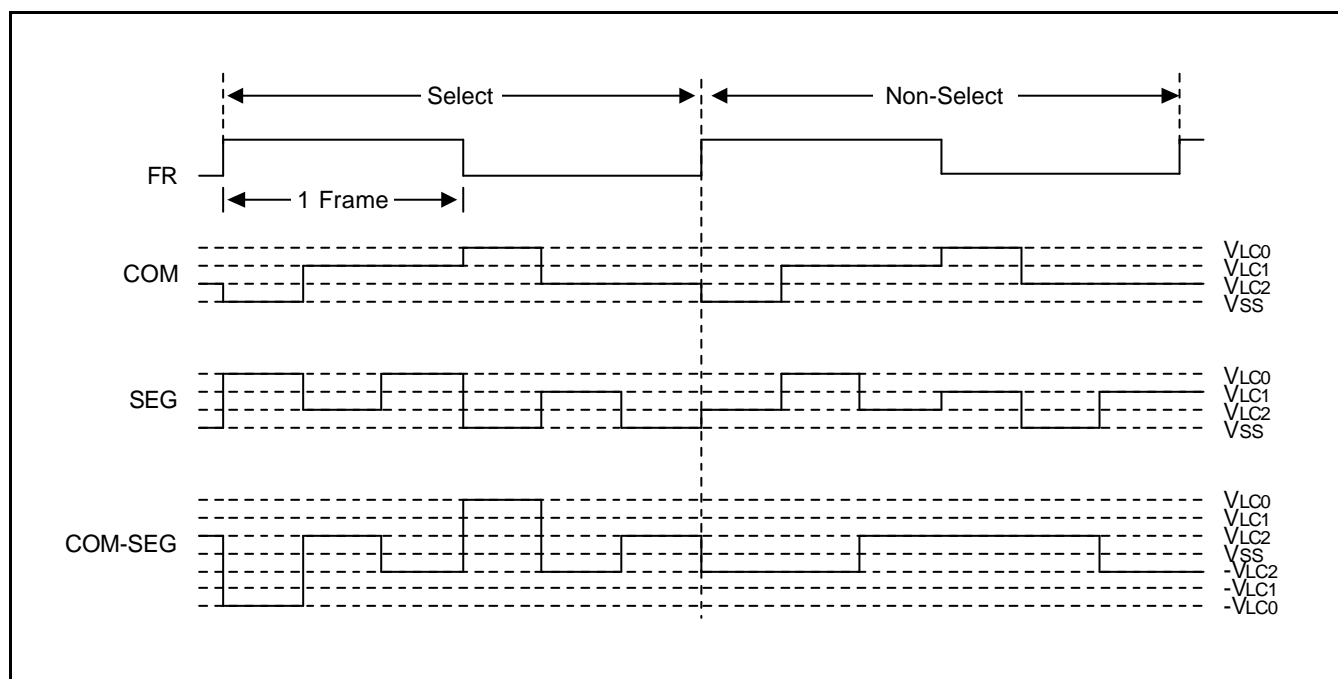 Select
Non-Select
FR
1 Frame
COM
VLC0
VLC1
VLC2
VSS
SEG
VLC0
VLC1
VLC2
VSS
COM-SEG
VLC0
VLC1
VLC2
VSS
-VLC2
-VLC1
-VLC0